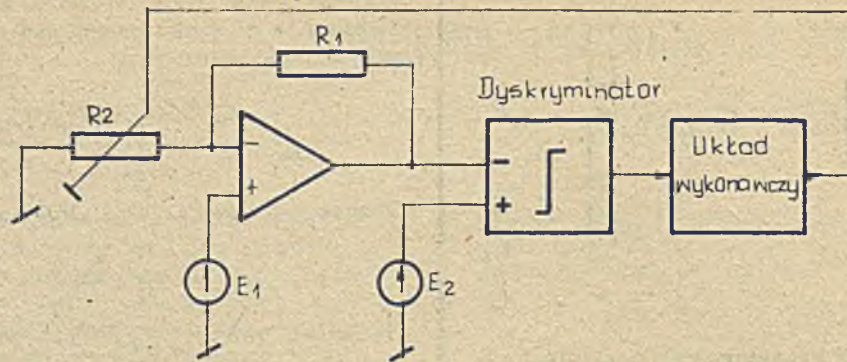 R1
R2
Dyskryminator
Układ
wykonawczy
-
+
-
+
E1
E2